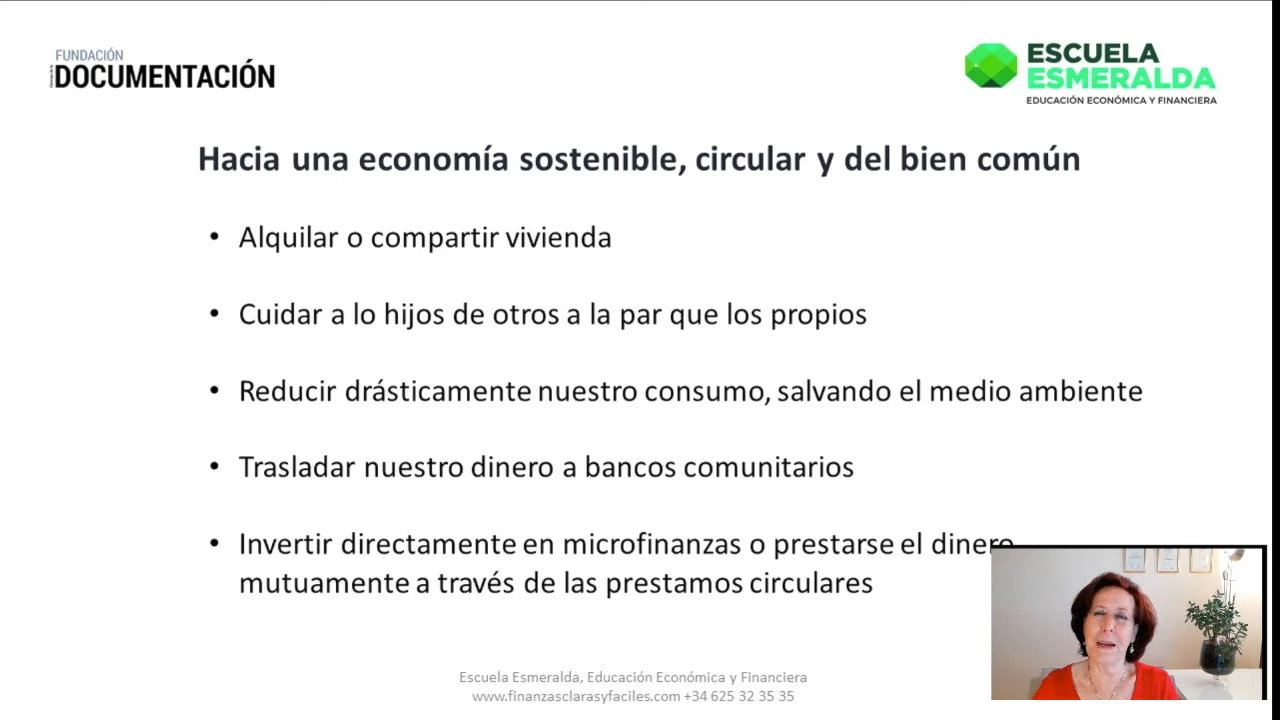 FUNDACIÓN
DOCUMENTACIÓN
ESCUELA
ESMERALDA
EDUCACIÓN ECONÓMICA Y FINANCIERA
Hacia una economía sostenible, circular y del bien común
• Alquilar o compartir vivienda
• Cuidar a lo hijos de otros a la par que los propios
• Reducir drásticamente nuestro consumo, salvando el medio ambiente
• Trasladar nuestro dinero a bancos comunitarios
• Invertir directamente en microfinanzas o prestarse el dinero
mutuamente a través de las prestamos circulares
Escuela Esmeralda, Educación Económica y Financiera
www.finanzasclarasyfaciles.com +34 625 32 35 35